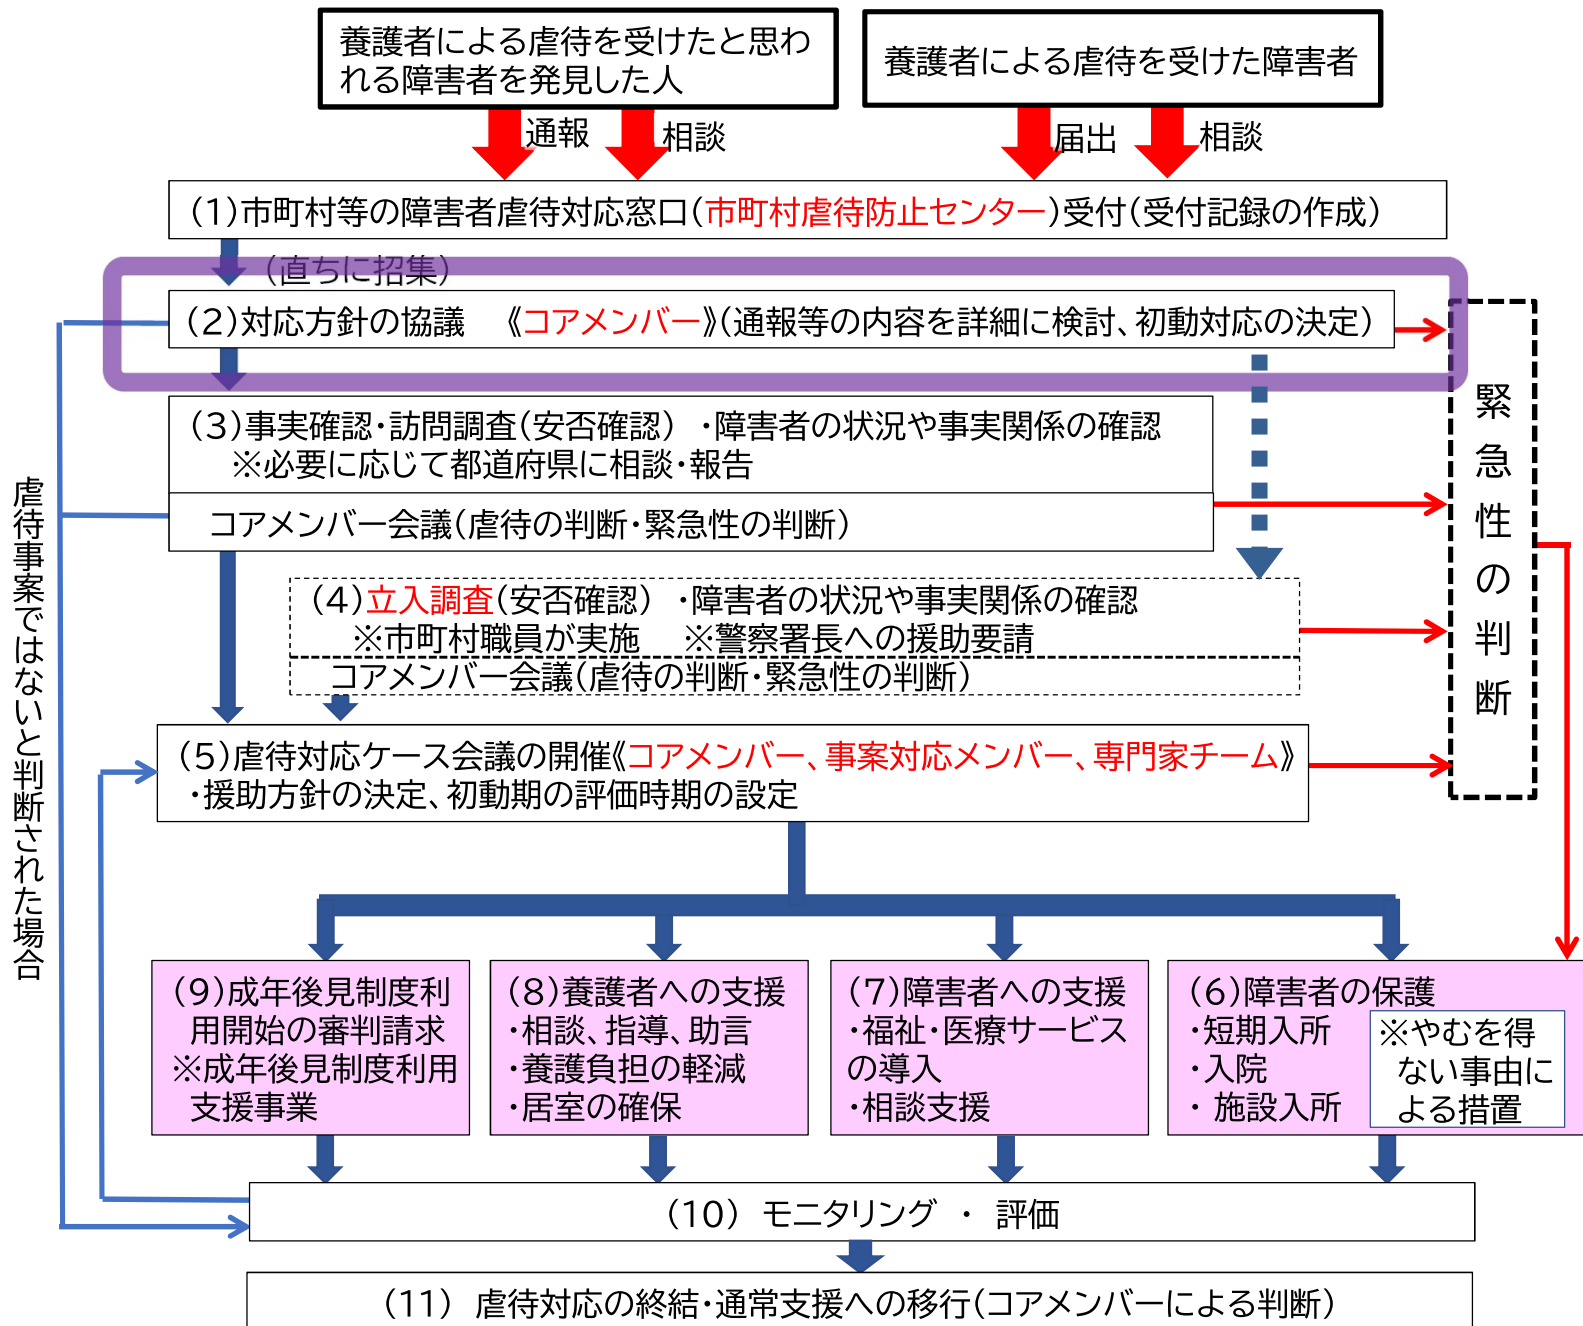 養護者による虐待を受けたと思わ
れる障害者を発見した人
養護者による虐待を受けた障害者
通報
相談
届出
相談
(1)市町村等の障害者虐待対応窓口(市町村虐待防止センター)受付(受付記録の作成)
(直ちに招集)
(2)対応方針の協議　《コアメンバー》(通報等の内容を詳細に検討、初動対応の決定)
(3)事実確認・訪問調査(安否確認)　・障害者の状況や事実関係の確認
※必要に応じて都道府県に相談・報告
コアメンバー会議(虐待の判断・緊急性の判断)
(4)立入調査(安否確認)　・障害者の状況や事実関係の確認
※市町村職員が実施　※警察署長への援助要請
コアメンバー会議(虐待の判断・緊急性の判断)
緊急性の判断
虐待事案ではないと判断された場合
(5)虐待対応ケース会議の開催《コアメンバー、事案対応メンバー、専門家チーム》
・援助方針の決定、初動期の評価時期の設定
(9)成年後見制度利
用開始の審判請求
※成年後見制度利用
支援事業
(8)養護者への支援
・相談、指導、助言
・養護負担の軽減
・居室の確保
(7)障害者への支援
・福祉・医療サービス
の導入
・相談支援
(6)障害者の保護
・短期入所
・入院
・ 施設入所
※やむを得
ない事由に
よる措置
(10)　モニタリング　・　評価
(11)　虐待対応の終結・通常支援への移行(コアメンバーによる判断)